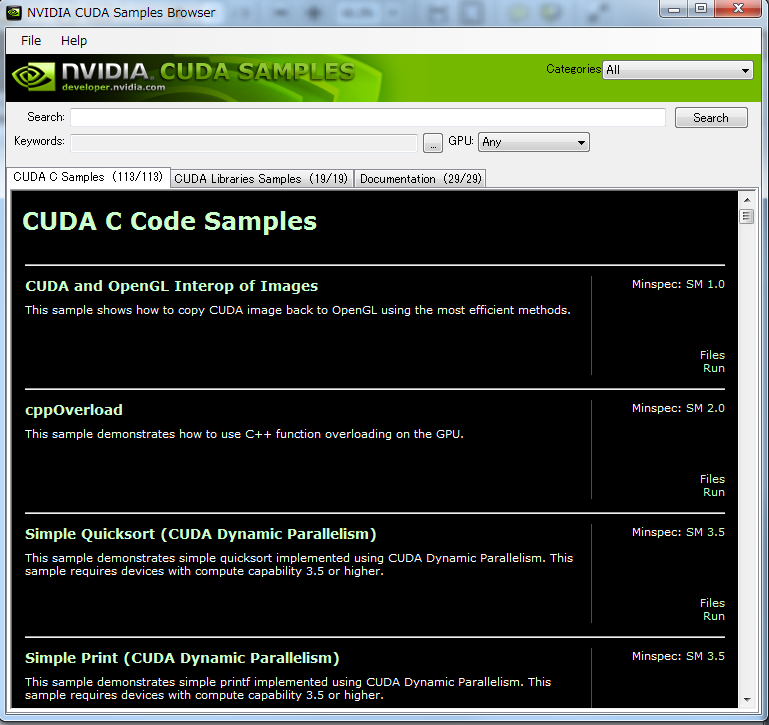 NVIDIA CUDA Samples Browser
File Help
NVIDIA. CUDA SAMPLES
developer.nvidia.com
Categories All
Search:
Search
Keywords:
... GPU: Any
CUDA C Samples (113/113) CUDA Libraries Samples (19/19) Documentation (29/29)
CUDA C Code Samples
CUDA and OpenGL Interop of Images
Minspec: SM 1.0
This sample shows how to copy CUDA image back to OpenGL using the most efficient methods.
Files
Run
cppOverload
Minspec: SM 2.0
This sample demonstrates how to use C++ function overloading on the GPU.
Files
Run
Simple Quicksort (CUDA Dynamic Parallelism)
Minspec: SM 3.5
This sample demonstrates simple quicksort implemented using CUDA Dynamic Parallelism. This
sample requires devices with compute capability 3.5 or higher.
Files
Run
Simple Print (CUDA Dynamic Parallelism)
Minspec: SM 3.5
This sample demonstrates simple printf implemented using CUDA Dynamic Parallelism. This
sample requires devices with compute capability 3.5 or higher.